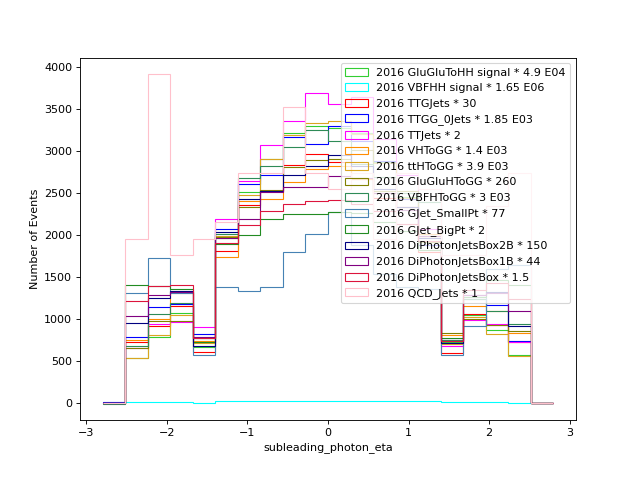 4000
3500
3000
2500
2000
1500
1000
500
0
Number of Events
2016 GluGluToHH signal * 4.9 E04
2016 VBFHH signal * 1.65 E06
2016 TTGJets * 30
2016 TTGG_0Jets * 1.85 E03
2016 TTJets * 2
2016 VHToGG * 1.4 E03
2016 ttHToGG * 3.9 E03
2016 GluGluHToGG * 260
2016 VBFHToGG * 3 E03
2016 GJet_SmallPt * 77
2016 GJet_BigPt * 2
2016 DiPhotonJetsBox2B * 150
2016 DiPhotonJetsBox1B * 44
2016 DiPhotonJetsBox * 1.5
2016 QCD_Jets * 1
−3 −2 −1 0 1 2 3
subleading_photon_eta